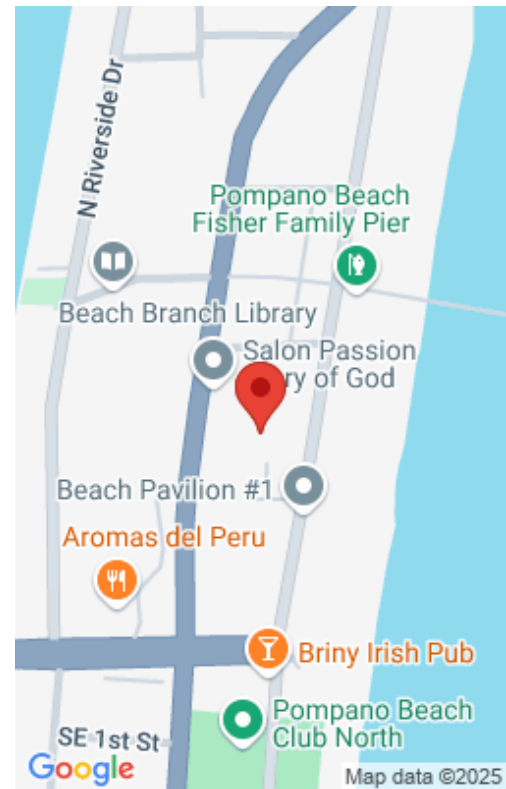 N Riverside Dr
Pompano Beach
Fisher Family Pier
Beach Branch Library
Salon Passion
ry of God
Beach Pavilion #1
Aromas del Peru
Briny Irish Pub
Pompano Beach
Club North
SE 1st St
Google
Map data ©2025